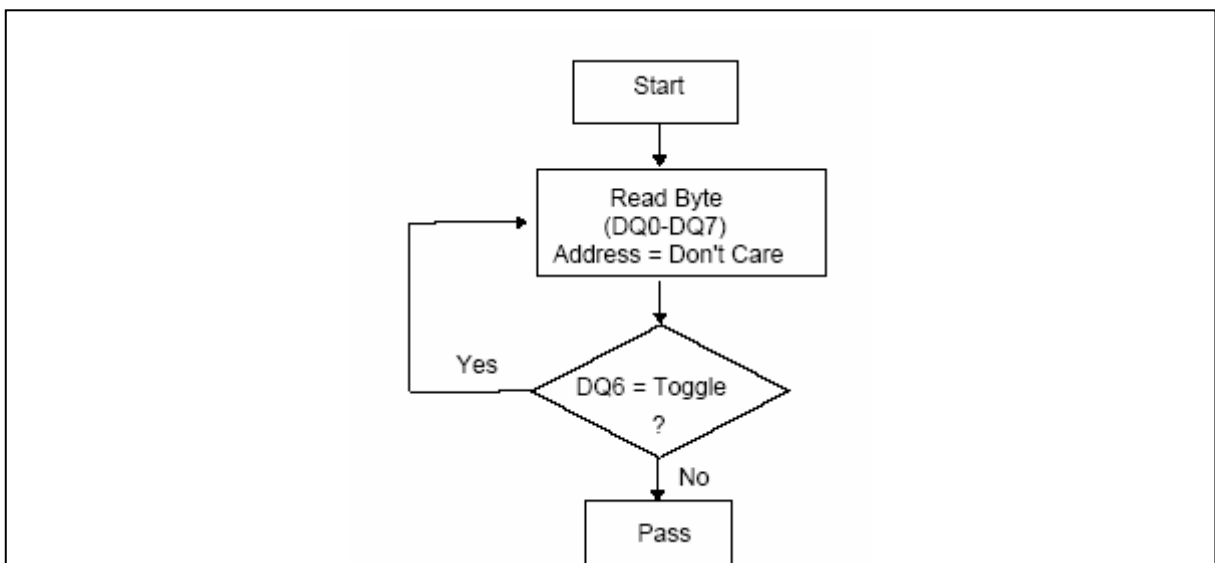 Start
Read Byte
(DQ0-DQ7)
Address = Don't Care
Yes
DQ6 = Toggle
?
No
Pass